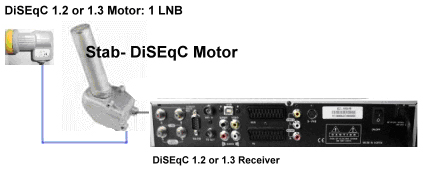 DiSEqC 1.2 or 1.3 Motor: 1 LNB
Stab- DiSEqC Motor
CAUTION
DiSEqC 1.2 or 1.3 Receiver